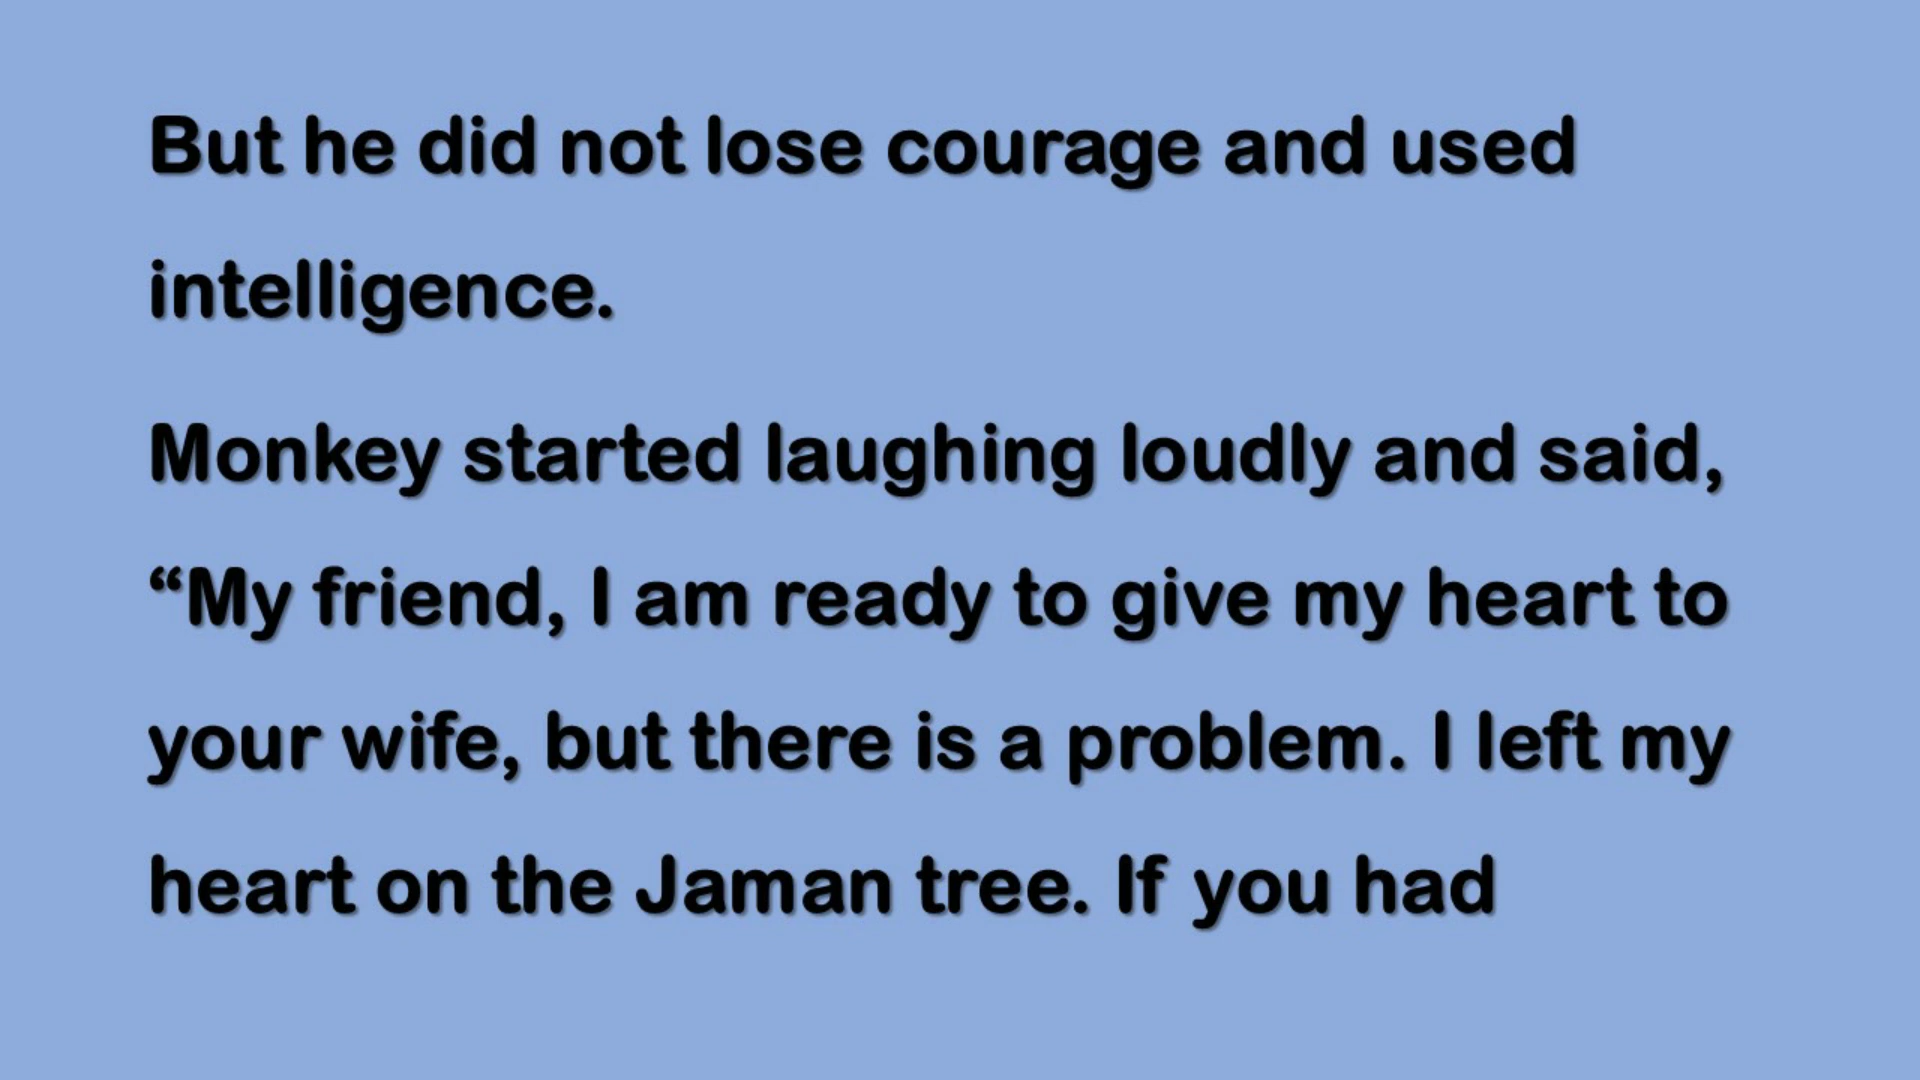 But he did not lose courage and used
intelligence.
Monkey started laughing loudly and said,
“My friend, I am ready to give my heart to
your wife, but there is a problem. I left my
heart on the Jaman tree. If you had